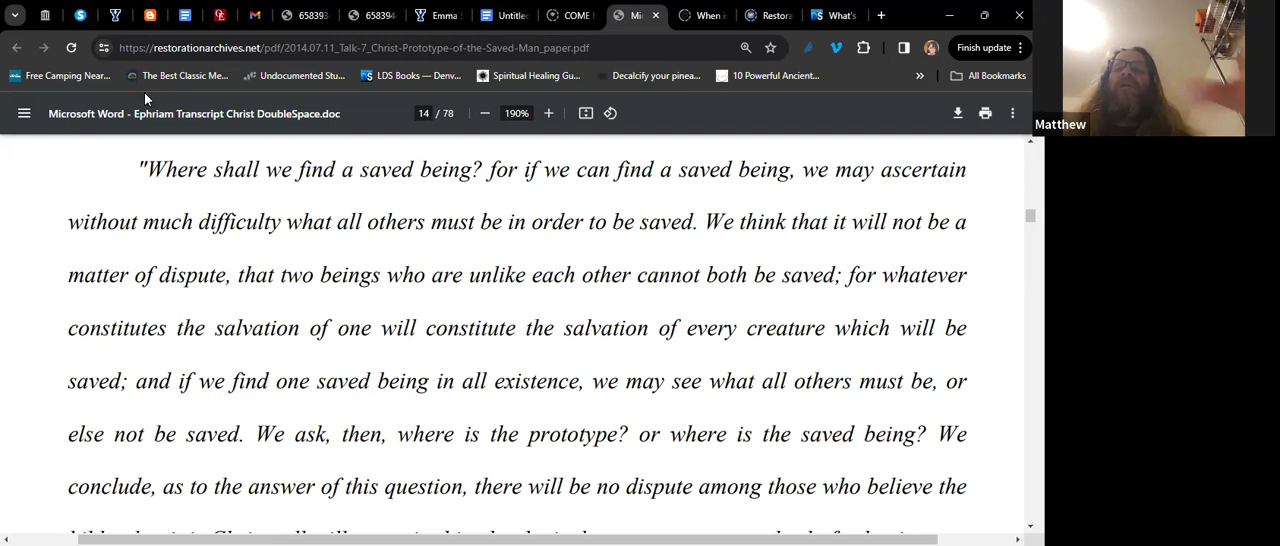 65839
65839
Emma S
Untitle
COME
Mi
When is
Restora
What's
https://restorationarchives.net/pdf/2014.07.11_Talk-7_Christ-Prototype-of-the-Saved-Man_paper.pdf
Finish update
Free Camping Near...
The Best Classic Me...
Undocumented Stu...
LDS Books — Denv...
Spiritual Healing Gu...
Decalcify your pinea...
10 Powerful Ancient...
»
All Bookmarks
Microsoft Word - Ephriam Transcript Christ DoubleSpace.doc
14 / 78
190%
Matthew
"Where shall we find a saved being? for if we can find a saved being, we may ascertain
without much difficulty what all others must be in order to be saved. We think that it will not be a
matter of dispute, that two beings who are unlike each other cannot both be saved; for whatever
constitutes the salvation of one will constitute the salvation of every creature which will be
saved; and if we find one saved being in all existence, we may see what all others must be, or
else not be saved. We ask, then, where is the prototype? or where is the saved being? We
conclude, as to the answer of this question, there will be no dispute among those who believe the